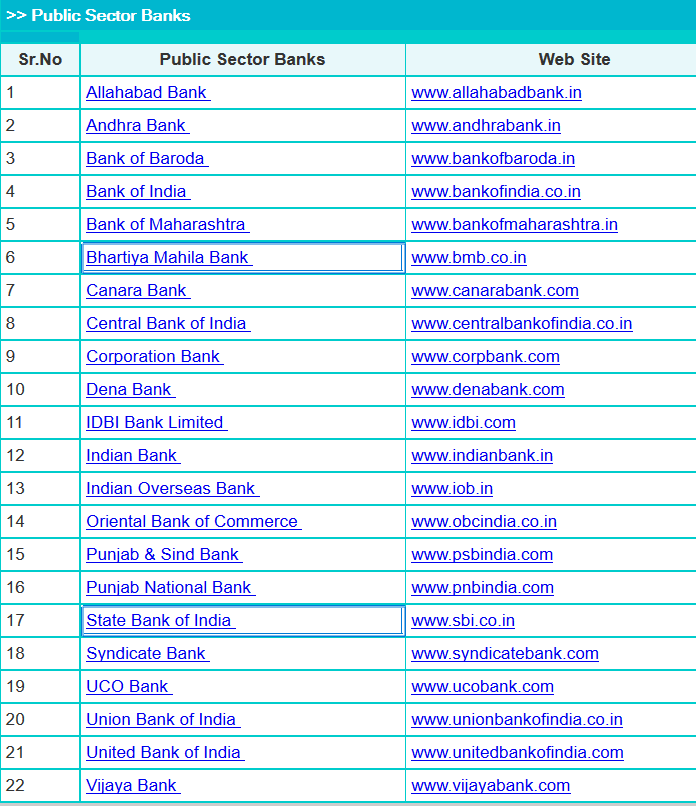 >> Public Sector Banks
Sr.No Public Sector Banks Web Site
1 Allahabad Bank www.allahabadbank.in
2 Andhra Bank www.andhrabank.in
3 Bank of Baroda www.bankofbaroda.in
4 Bank of India www.bankofindia.co.in
5 Bank of Maharashtra www.bankofmaharashtra.in
6 Bhartiya Mahila Bank www.bmb.co.in
7 Canara Bank www.canarabank.com
8 Central Bank of India www.centralbankofindia.co.in
9 Corporation Bank www.corpbank.com
10 Dena Bank www.denabank.com
11 IDBI Bank Limited www.idbi.com
12 Indian Bank www.indianbank.in
13 Indian Overseas Bank www.iob.in
14 Oriental Bank of Commerce www.obcindia.co.in
15 Punjab & Sind Bank www.psbindia.com
16 Punjab National Bank www.pnbindia.com
17 State Bank of India www.sbi.co.in
18 Syndicate Bank www.syndicatebank.com
19 UCO Bank www.ucobank.com
20 Union Bank of India www.unionbankofindia.co.in
21 United Bank of India www.unitedbankofindia.com
22 Vijaya Bank www.vijayabank.com